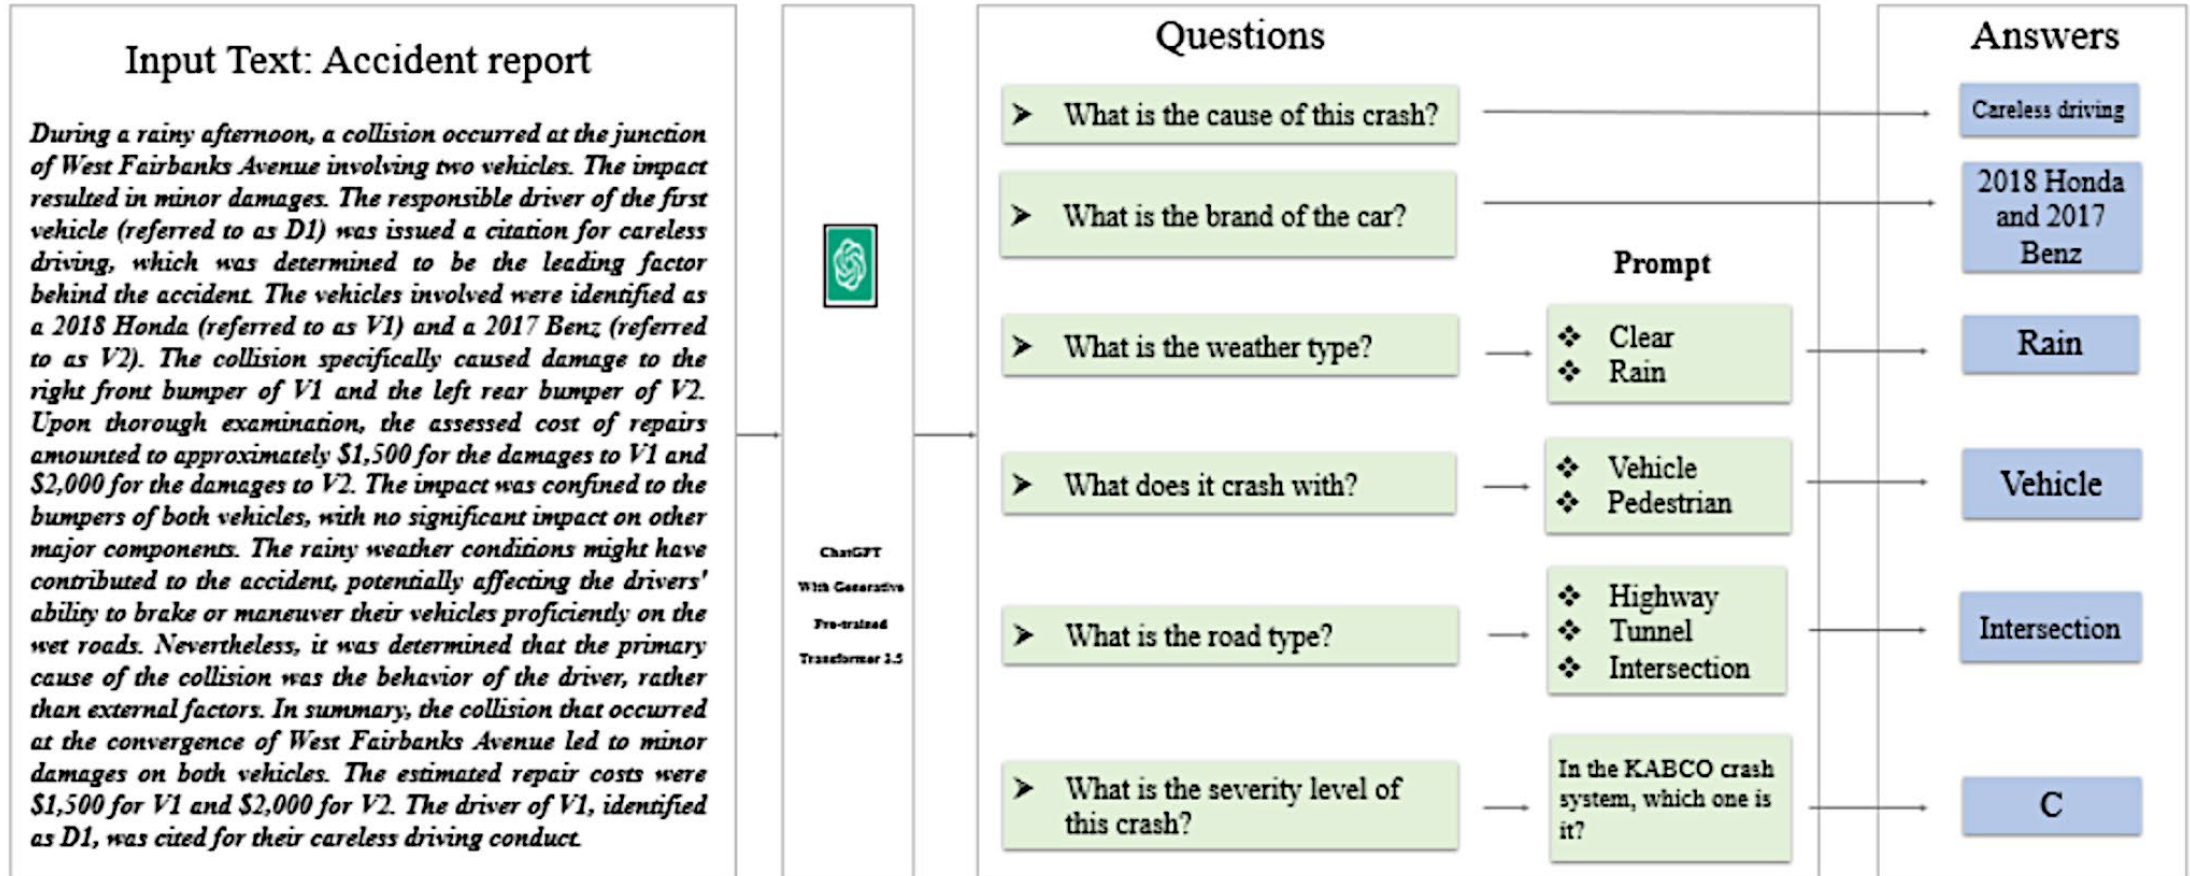 Input Text: Accident report
During a rainy afternoon, a collision occurred at the junction
of West Fairbanks Avenue involving two vehicles. The impact
resulted in minor damages. The responsible driver of the first
vehicle (referred to as D1) was issued a citation for careless
driving, which was determined to be the leading factor
behind the accident. The vehicles involved were identified as
a 2018 Honda (referred to as V1) and a 2017 Benz (referred
to as V2). The collision specifically caused damage to the
right front bumper of V1 and the left rear bumper of V2.
Upon thorough examination, the assessed cost of repairs
amounted to approximately $1,500 for the damages to V1 and
$2,000 for the damages to V2. The impact was confined to the
bumpers of both vehicles, with no significant impact on other
major components. The rainy weather conditions might have
contributed to the accident, potentially affecting the drivers'
ability to brake or maneuver their vehicles proficiently on the
wet roads. Nevertheless, it was determined that the primary
cause of the collision was the behavior of the driver, rather
than external factors. In summary, the collision that occurred
at the convergence of West Fairbanks Avenue led to minor
damages on both vehicles. The estimated repair costs were
$1,500 for V1 and $2,000 for V2. The driver of V1, identified
as D1, was cited for their careless driving conduct.
ChatGPT
With Generative
Pre-trained
Transformer 3.5
Questions
What is the cause of this crash?
What is the brand of the car?
What is the weather type?
What does it crash with?
What is the road type?
What is the severity level of
this crash?
Prompt
Clear
Rain
Vehicle
Pedestrian
Highway
Tunnel
Intersection
In the KABCO crash
system, which one is
it?
Answers
Careless driving
2018 Honda
and 2017
Benz
Rain
Vehicle
Intersection
C